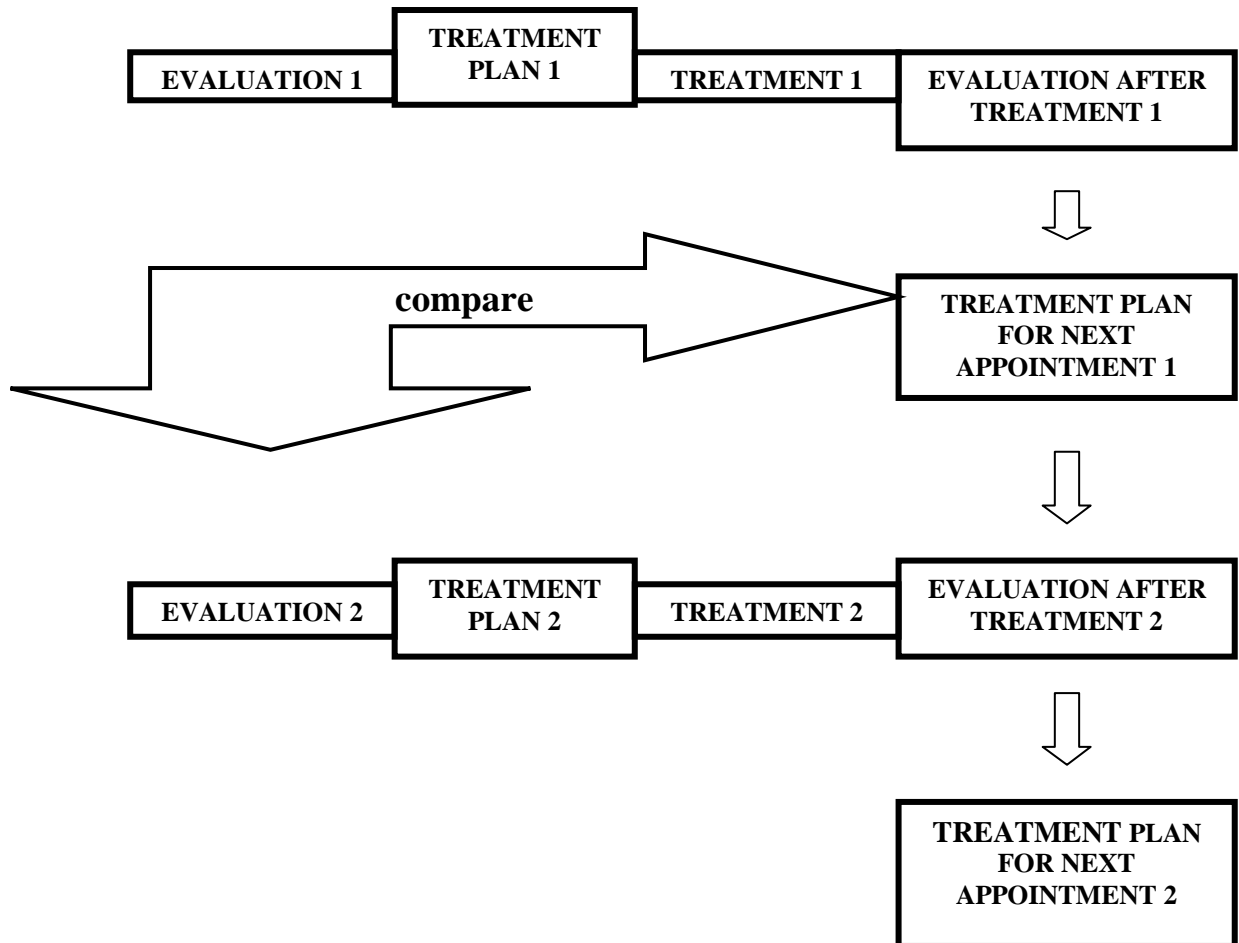 EVALUATION 1
TREATMENT
PLAN 1
TREATMENT 1
EVALUATION AFTER
TREATMENT 1
compare
TREATMENT PLAN
FOR NEXT
APPOINTMENT 1
EVALUATION 2
TREATMENT
PLAN 2
TREATMENT 2
EVALUATION AFTER
TREATMENT 2
TREATMENT PLAN
FOR NEXT
APPOINTMENT 2